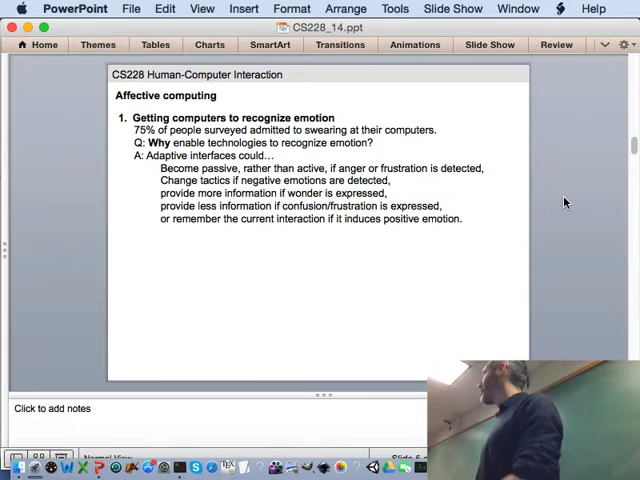 PowerPoint File Edit View Insert Format Arrange Tools Slide Show Window Help
CS228_14.ppt
Home Themes Tables Charts SmartArt Transitions Animations Slide Show Review
CS228 Human-Computer Interaction
Affective computing
1. Getting computers to recognize emotion
75% of people surveyed admitted to swearing at their computers.
Q: Why enable technologies to recognize emotion?
A: Adaptive interfaces could...
Become passive, rather than active, if anger or frustration is detected,
Change tactics if negative emotions are detected,
provide more information if wonder is expressed,
provide less information if confusion/frustration is expressed,
or remember the current interaction if it induces positive emotion.
Click to add notes
Normal View